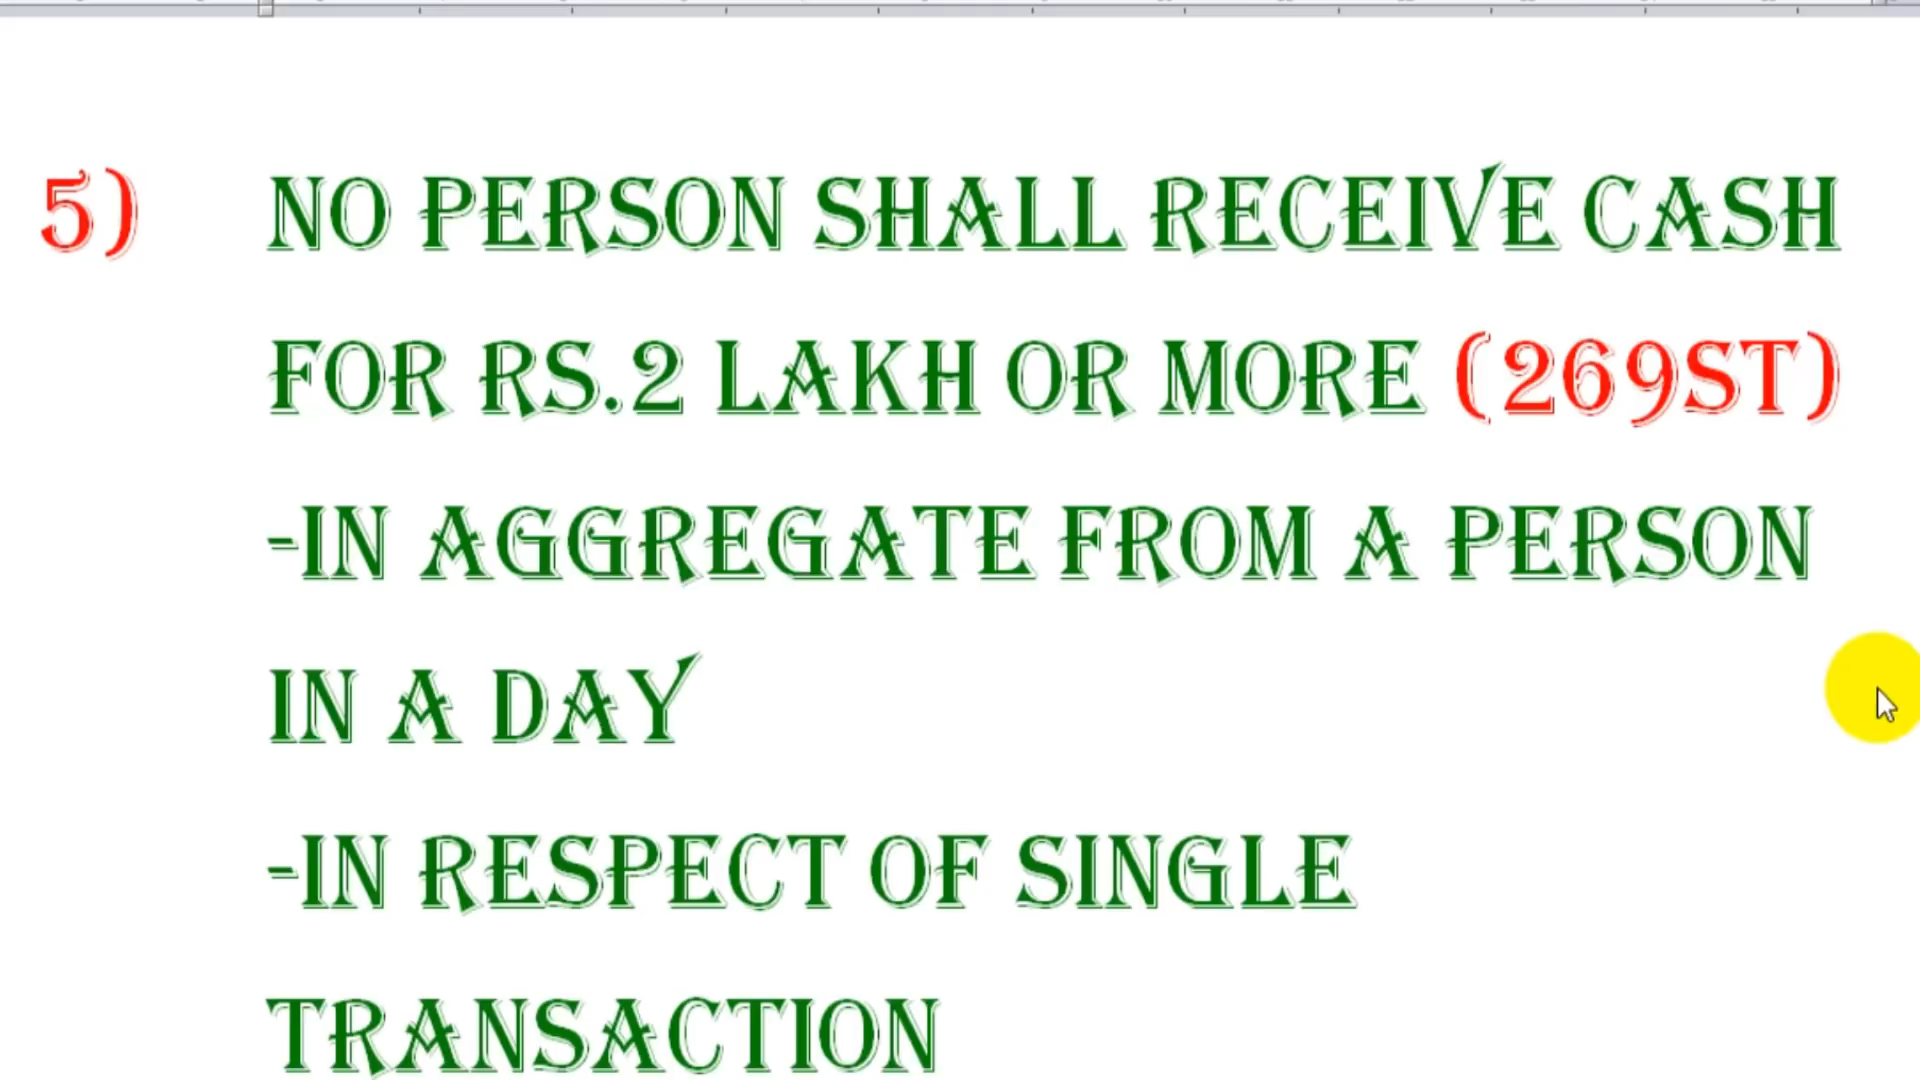 5) NO PERSON SHALL RECEIVE CASH
FOR RS.2 LAKH OR MORE (269ST)
-IN AGGREGATE FROM A PERSON
IN A DAY
-IN RESPECT OF SINGLE
TRANSACTION